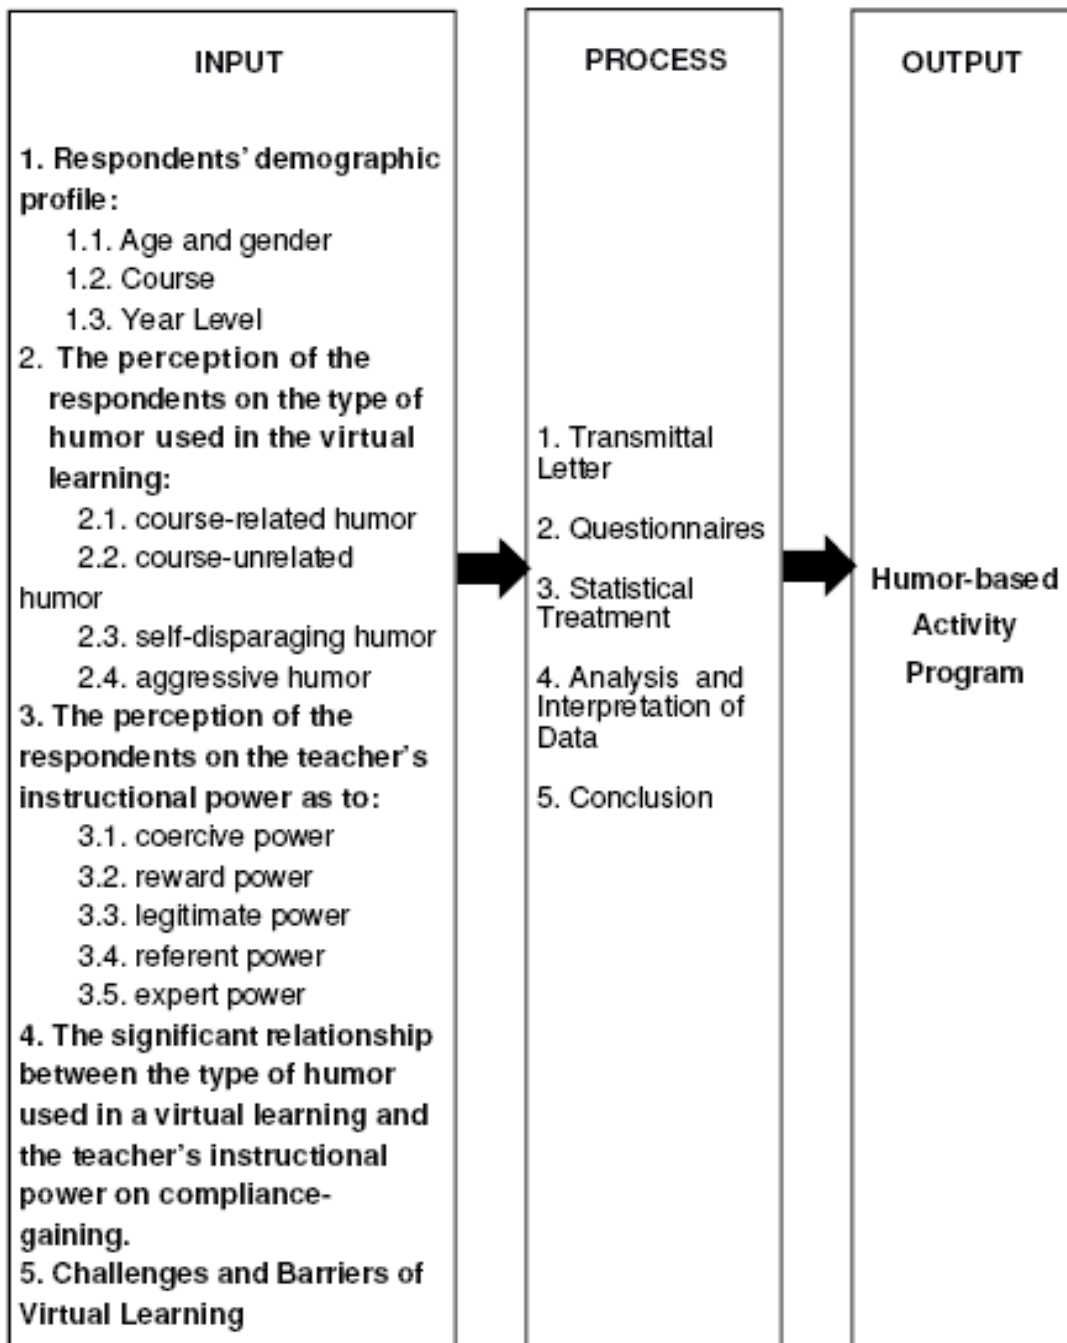 INPUT
1. Respondents' demographic
profile:
1.1. Age and gender
1.2. Course
1.3. Year Level
2. The perception of the
respondents on the type of
humor used in the virtual
learning:
2.1. course-related humor
2.2. course-unrelated
humor
2.3. self-disparaging humor
2.4. aggressive humor
3. The perception of the
respondents on the teacher's
instructional power as to:
3.1. coercive power
3.2. reward power
3.3. legitimate power
3.4. referent power
3.5. expert power
4. The significant relationship
between the type of humor
used in a virtual learning and
the teacher's instructional
power on compliance-
gaining.
5. Challenges and Barriers of
Virtual Learning
PROCESS
1. Transmittal
Letter
2. Questionnaires
3. Statistical
Treatment
4. Analysis and
Interpretation of
Data
5. Conclusion
OUTPUT
Humor-based
Activity
Program